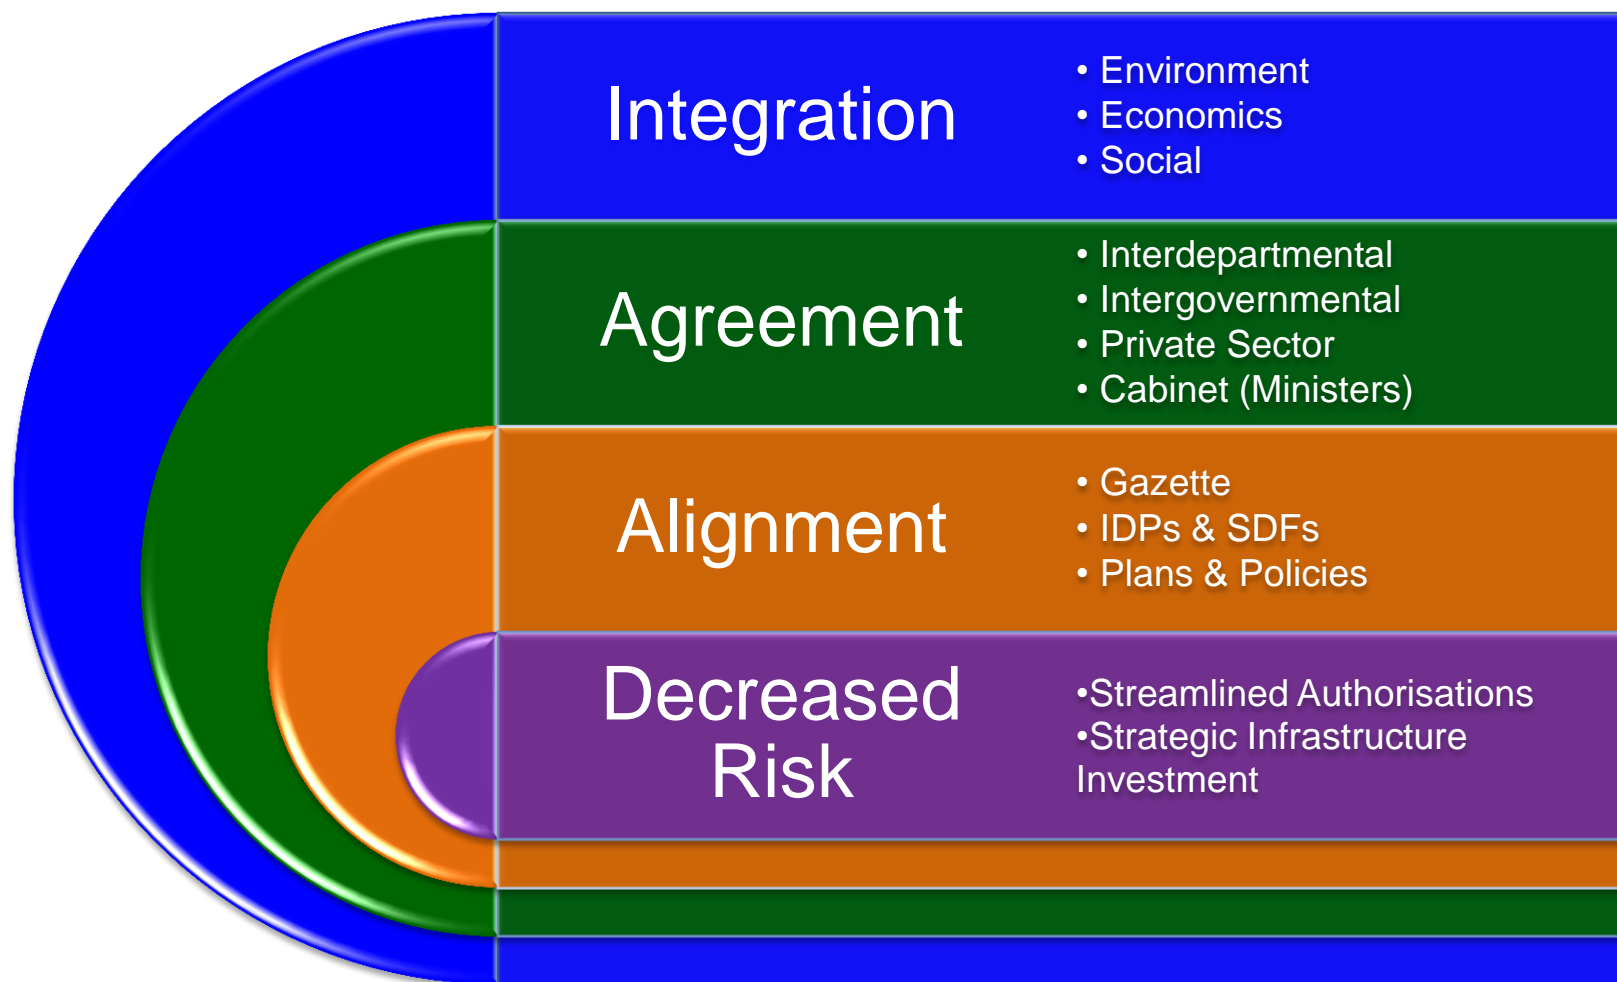 Integration
• Environment
• Economics
• Social
Agreement
• Interdepartmental
• Intergovernmental
• Private Sector
• Cabinet (Ministers)
Alignment
• Gazette
• IDPs & SDFs
• Plans & Policies
Decreased
Risk
•Streamlined Authorisations
•Strategic Infrastructure
Investment